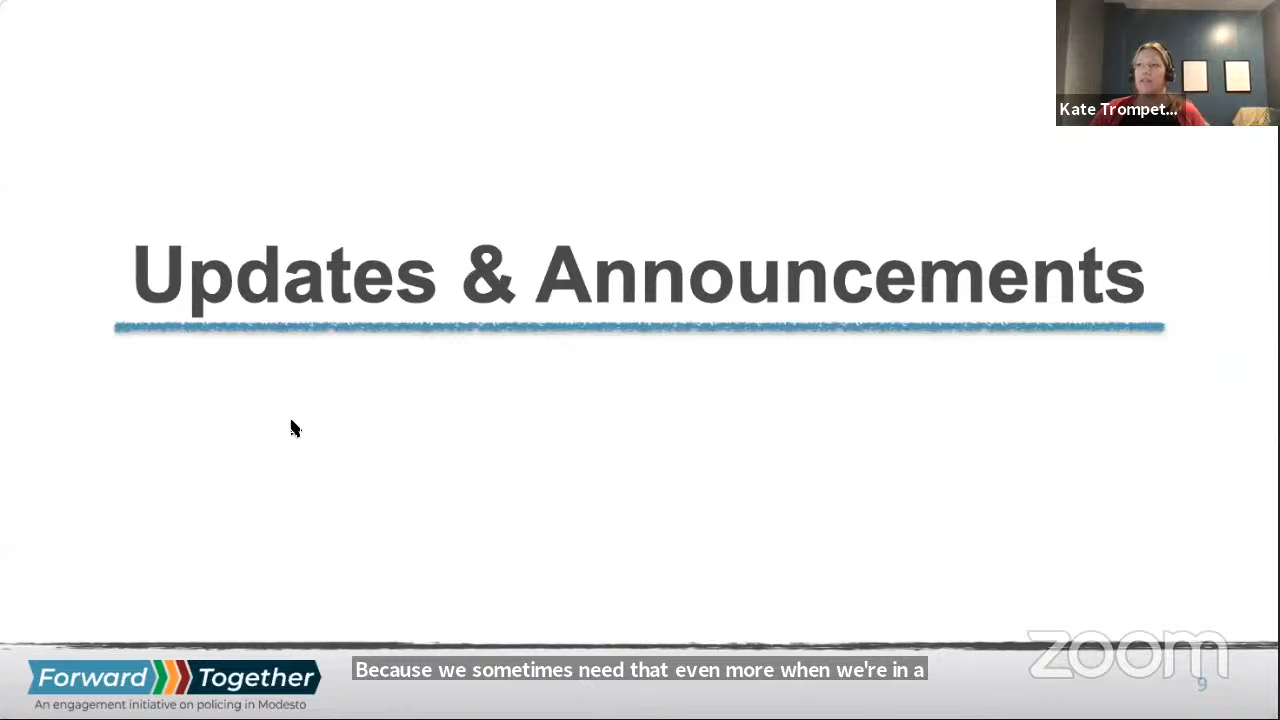 Kate Trompet...
Updates & Announcements
zoom
Forward Together
An engagement initiative on policing in Modesto
Because we sometimes need that even more when we're in a
9